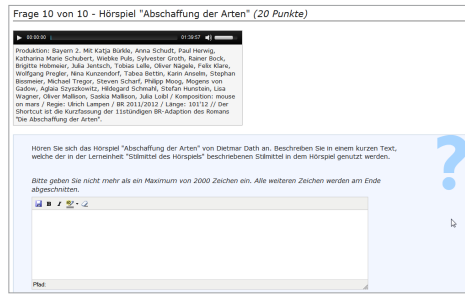 Frage 10 von 10 - Hörspiel "Abschaffung der Arten" (20 Punkte)
00:00:00 01:39:57
Produktion: Bayern 2. Mit Katja Bürkle, Anna Schudt, Paul Herwig,
Katharina Marie Schubert, Wiebke Puls, Sylvester Groth, Rainer Bock,
Brigitte Hobmeier, Julia Jentsch, Tobias Lelle, Oliver Nägele, Felix Klare,
Wolfgang Pregler, Nina Kunzendorf, Tabea Bettin, Karin Anselm, Stephan
Bissmeier, Michael Tregor, Steven Scharf, Philipp Moog, Mogens von
Gadow, Aglaia Szyszkowitz, Hildegard Schmahl, Stefan Hunstein, Lisa
Wagner, Oliver Mallison, Saskia Mallison, Julia Loibl / Komposition: mouse
on mars / Regie: Ulrich Lampen / BR 2011/2012 / Länge: 101'12 // Der
Shortcut ist die Kurzfassung der 11stündigen BR-Adaption des Romans
"Die Abschaffung der Arten".
Hören Sie sich das Hörspiel "Abschaffung der Arten" von Dietmar Dath an. Beschreiben Sie in einem kurzen Text,
welche der in der Lerneinheit "Stilmittel des Hörspiels" beschriebenen Stilmittel in dem Hörspiel genutzt werden.
Bitte geben Sie nicht mehr als ein Maximum von 2000 Zeichen ein. Alle weiteren Zeichen werden am Ende
abgeschnitten.
B I
Pfad:
?